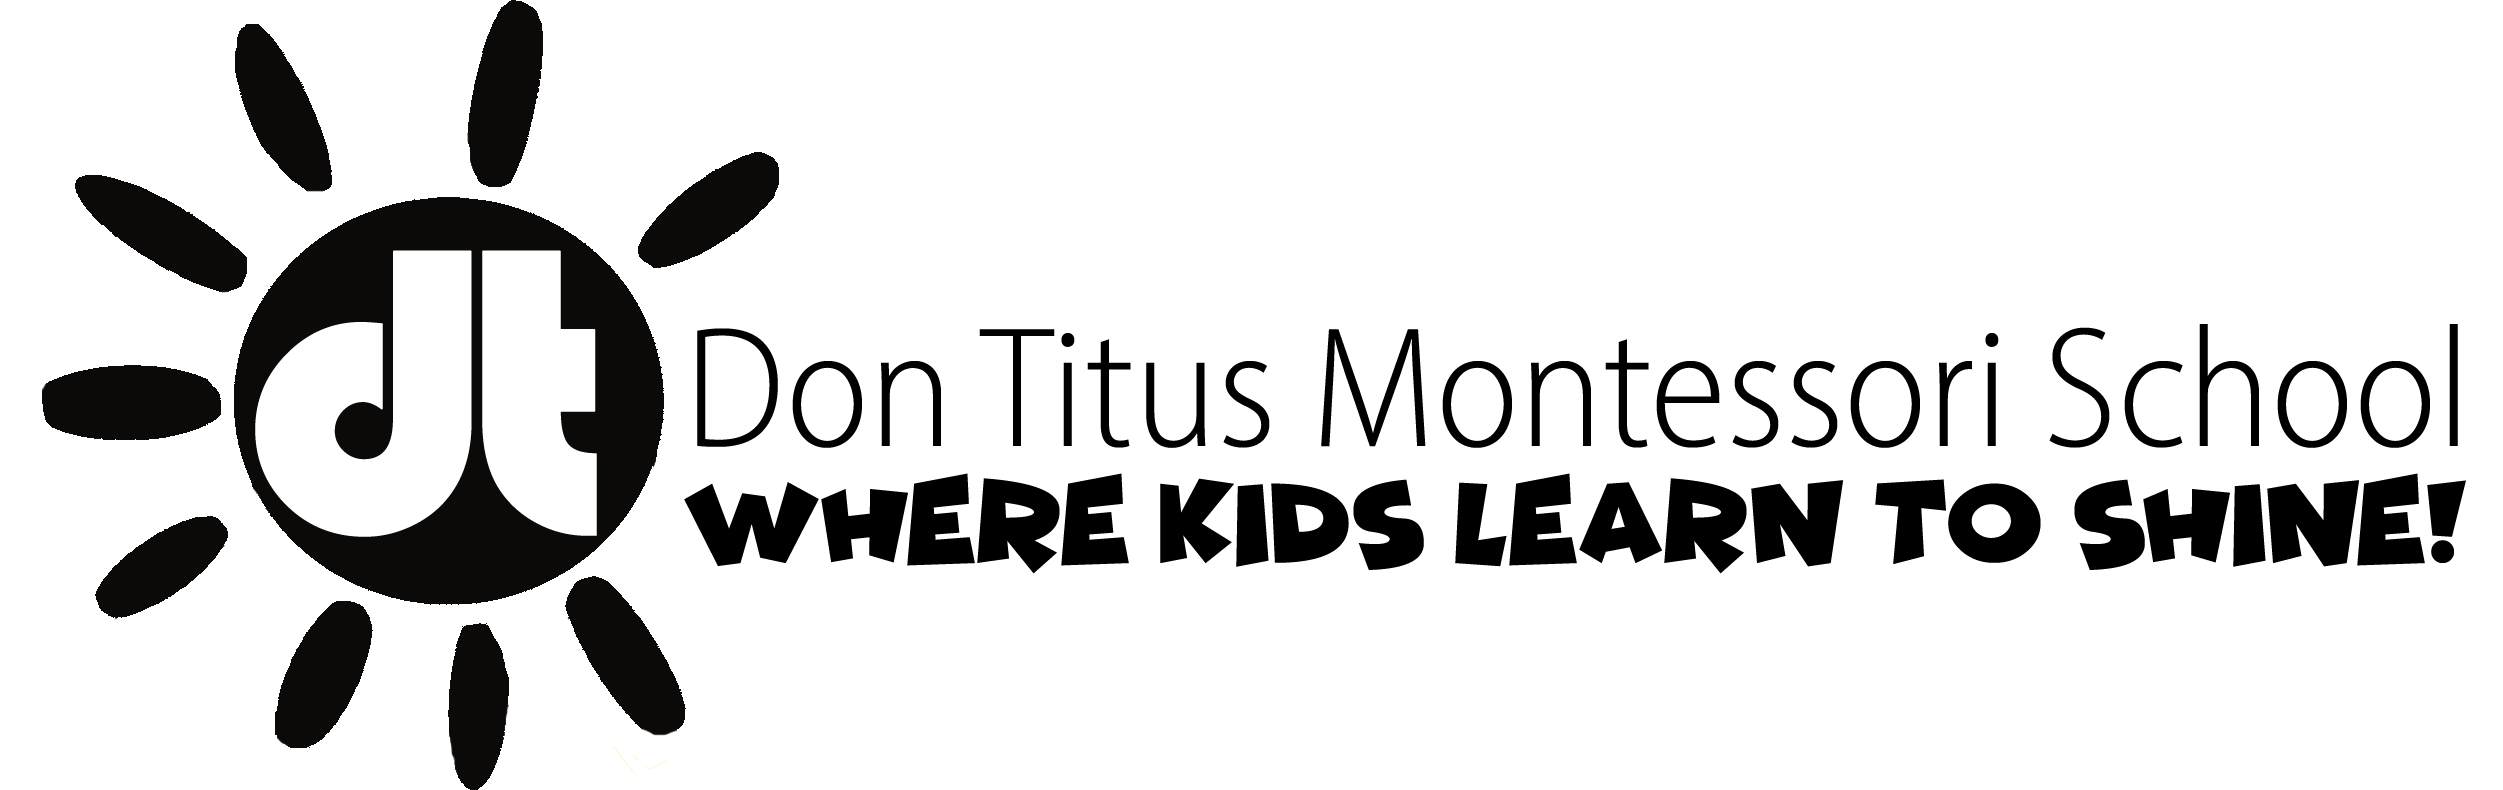 dt
Don Titus Montessori School
WHERE KIDS LEARN TO SHINE!